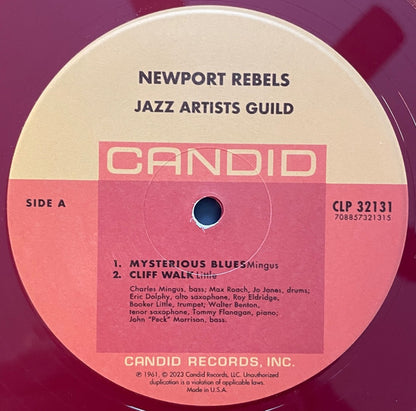 NEWPORT REBELS
JAZZ ARTISTS GUILD
CANDID
SIDE A
CLP 32131
708857321315
1. MYSTERIOUS BLUES Mingus
2. CLIFF WALK Little
Charles Mingus, bass; Max Roach, Jo Jones, drums;
Eric Dolphy, alto saxophone, Roy Eldridge,
Booker Little, trumpet; Walter Benton,
tenor saxophone; Tommy Flanagan, piano;
John "Peck" Morrison, bass.
CANDID RECORDS, INC.
℗ 1961, © 2023 Candid Records, LLC. Unauthorized
duplication is a violation of applicable laws.
Made in U.S.A.